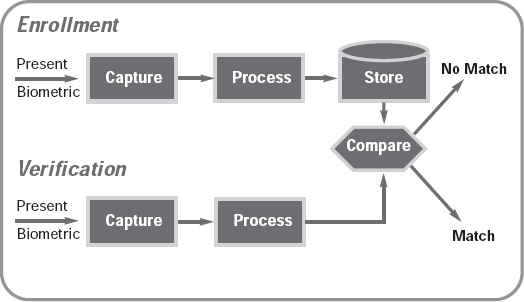 Enrollment
Present
Biometric
Capture
Process
Store
No Match
Compare
Verification
Present
Biometric
Capture
Process
Match